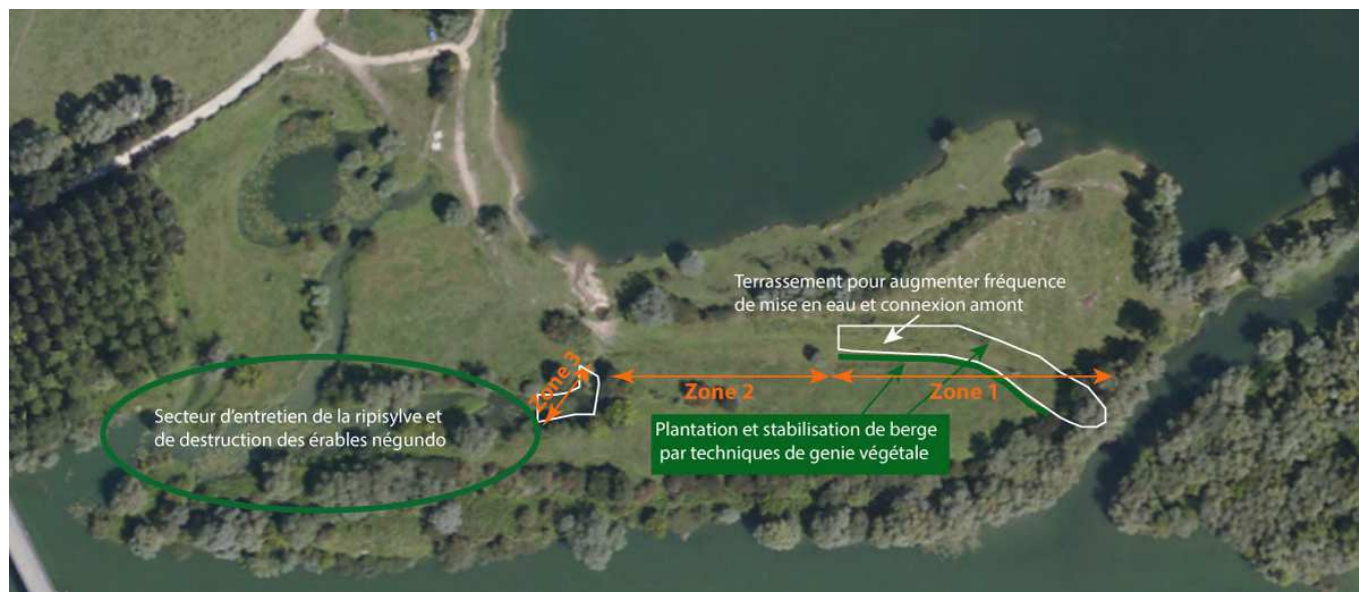 Terrassement pour augmenter fréquence
de mise en eau et connexion amont
Zone 3
Zone 2
Zone 1
Secteur d'entretien de la ripisylve et
de destruction des érables négundo
Plantation et stabilisation de berge
par techniques de genie végétale